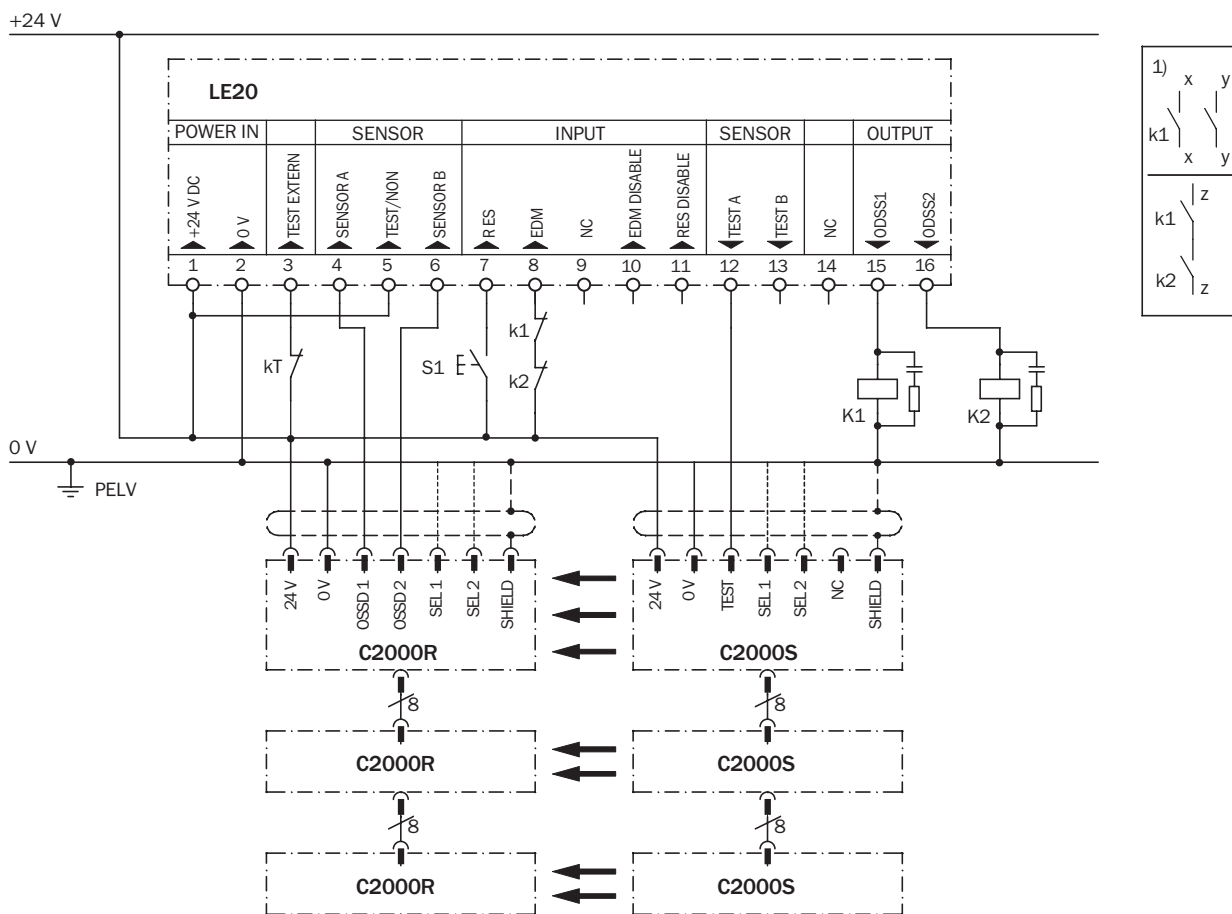 +24 V
LE20
POWER IN SENSOR INPUT SENSOR OUTPUT
+24 V DC
0 V
TEST EXTERN
SENSOR A
TEST/NON
SENSOR B
R ES
EDM
NC
EDM DISABLE
RES DISABLE
TEST A
TEST B
NC
ODSS1
ODSS2
1 2 3 4 5 6 7 8 9 10 11 12 13 14 15 16
kT
S1
k1
k2
K1
K2
0 V
PELV
24 V
0 V
OSSD 1
OSSD 2
SEL 1
SEL 2
SHIELD
C2000R
24 V
0 V
TEST
SEL 1
SEL 2
NC
SHIELD
C2000S
8 8
C2000R C2000S
8 8
C2000R C2000S
1)
x y
k1
x y
z
k1
k2
z